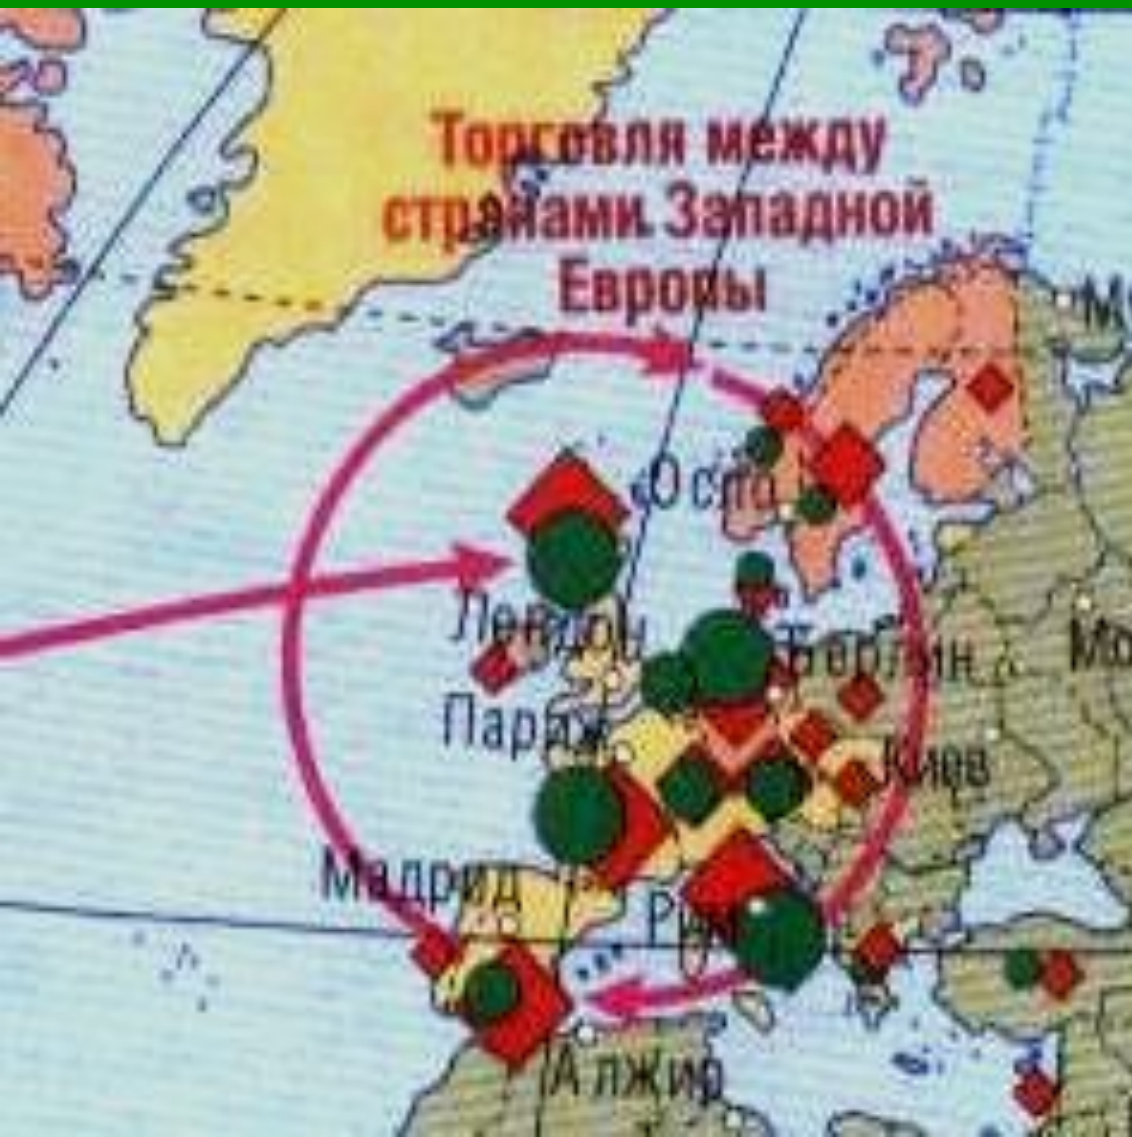 Торговля между
странами Западной
Европы
Осло
Лондон
Берлин
Париж
Киев
Мадрид
Рим
Алжир